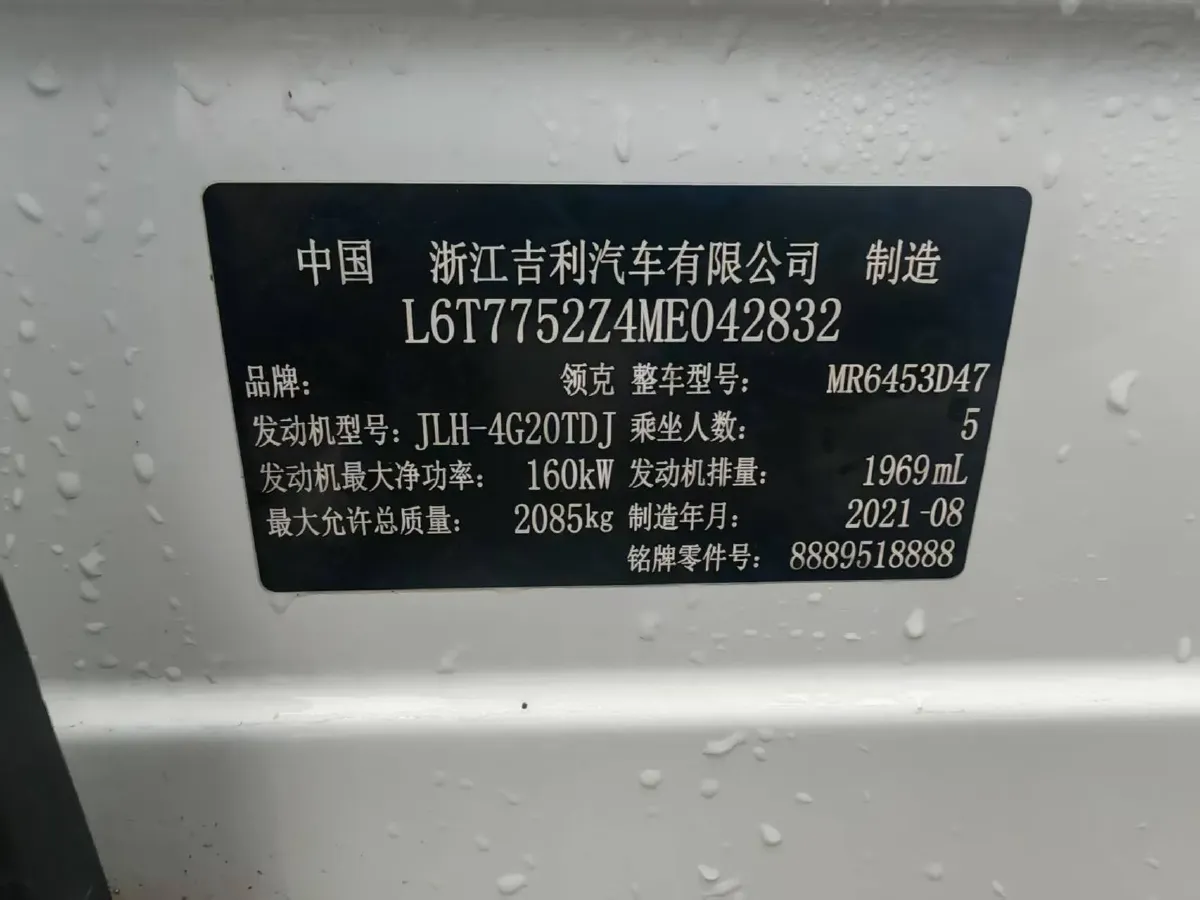 中国 浙江吉利汽车有限公司 制造
L6T7752Z4ME042832
品牌: 领克 整车型号: MR6453D47
发动机型号: JLH-4G20TDJ 乘坐人数: 5
发动机最大净功率: 160kW 发动机排量: 1969mL
最大允许总质量: 2085kg 制造年月: 2021-08
铭牌零件号: 8889518888